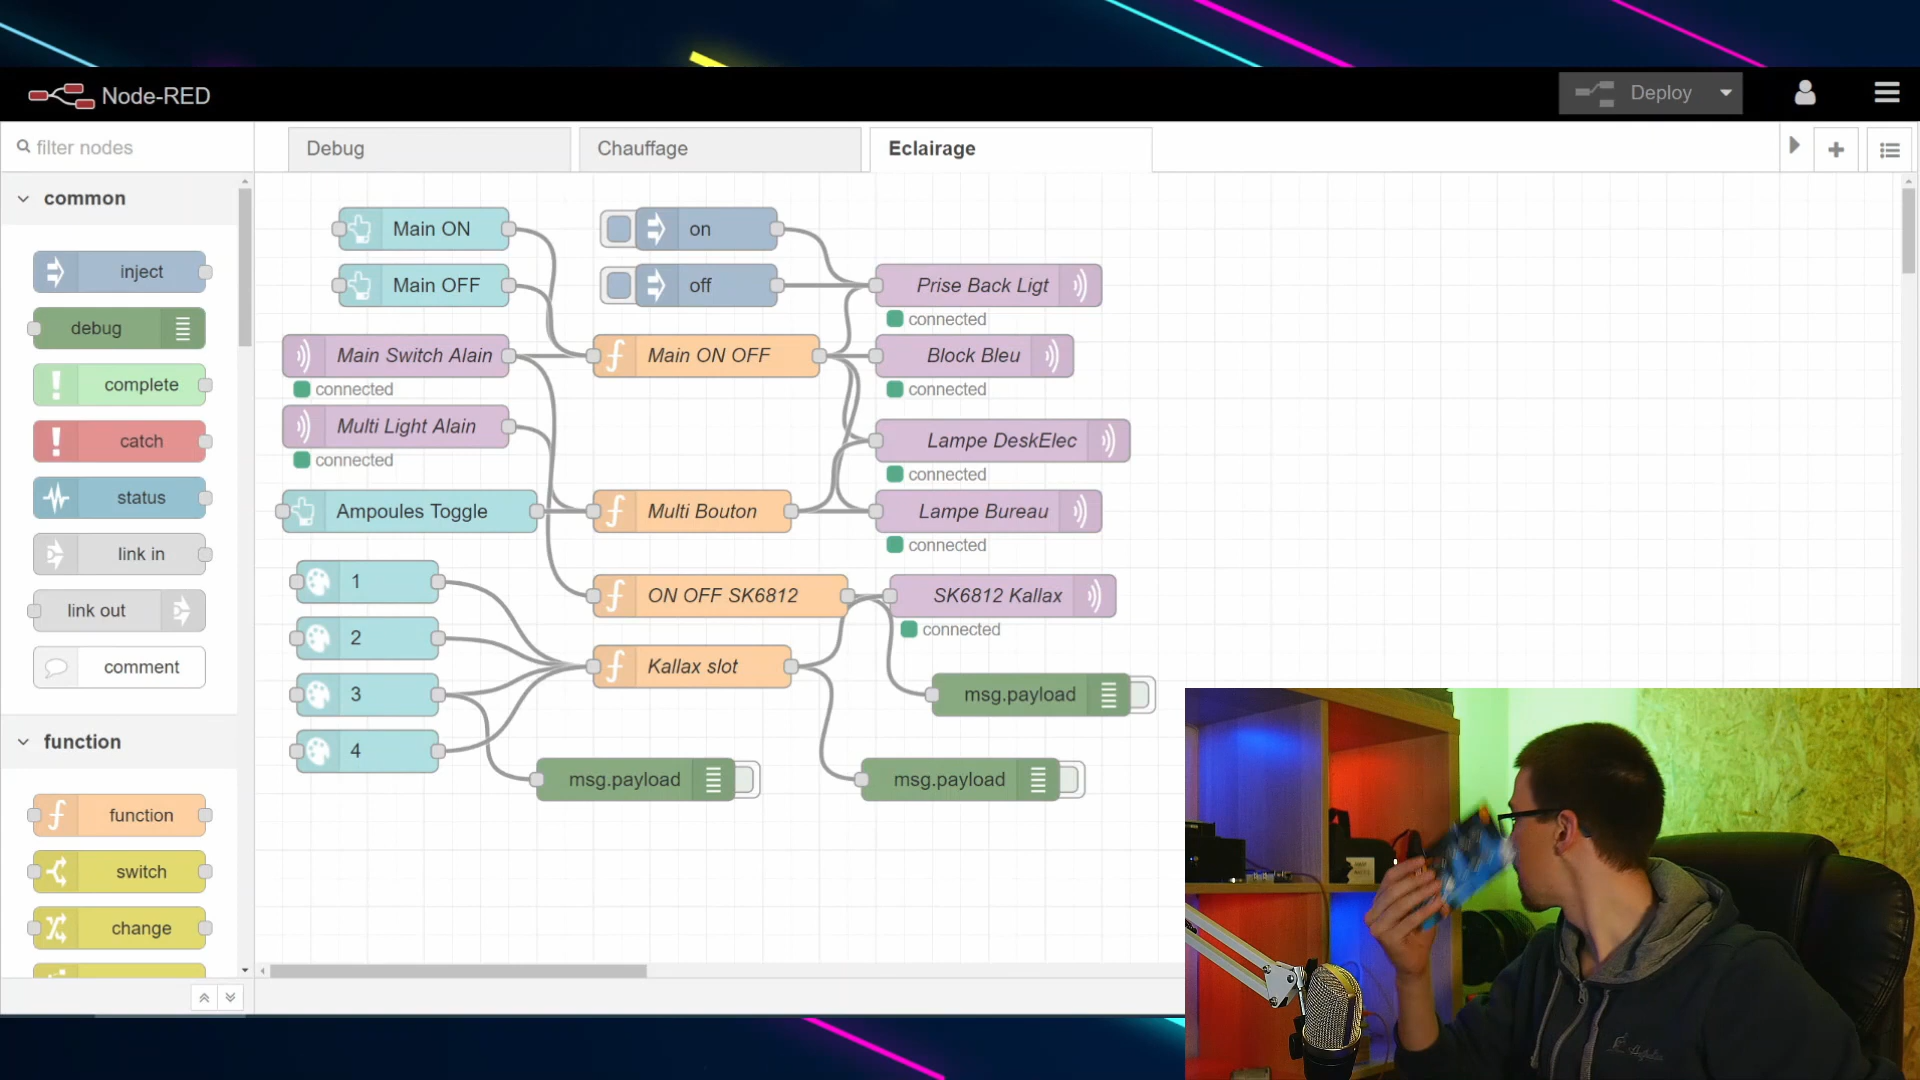 Node-RED
Deploy
filter nodes
Debug
Chauffage
Eclairage
common
inject
debug
complete
catch
status
link in
link out
comment
function
function
switch
change
Main ON
on
Main OFF
off
Prise Back Ligt
connected
Main Switch Alain
connected
Main ON OFF
Block Bleu
connected
Multi Light Alain
connected
Lampe DeskElec
connected
Ampoules Toggle
Multi Bouton
Lampe Bureau
connected
1
ON OFF SK6812
SK6812 Kallax
connected
2
Kallax slot
3
msg.payload
4
msg.payload
msg.payload